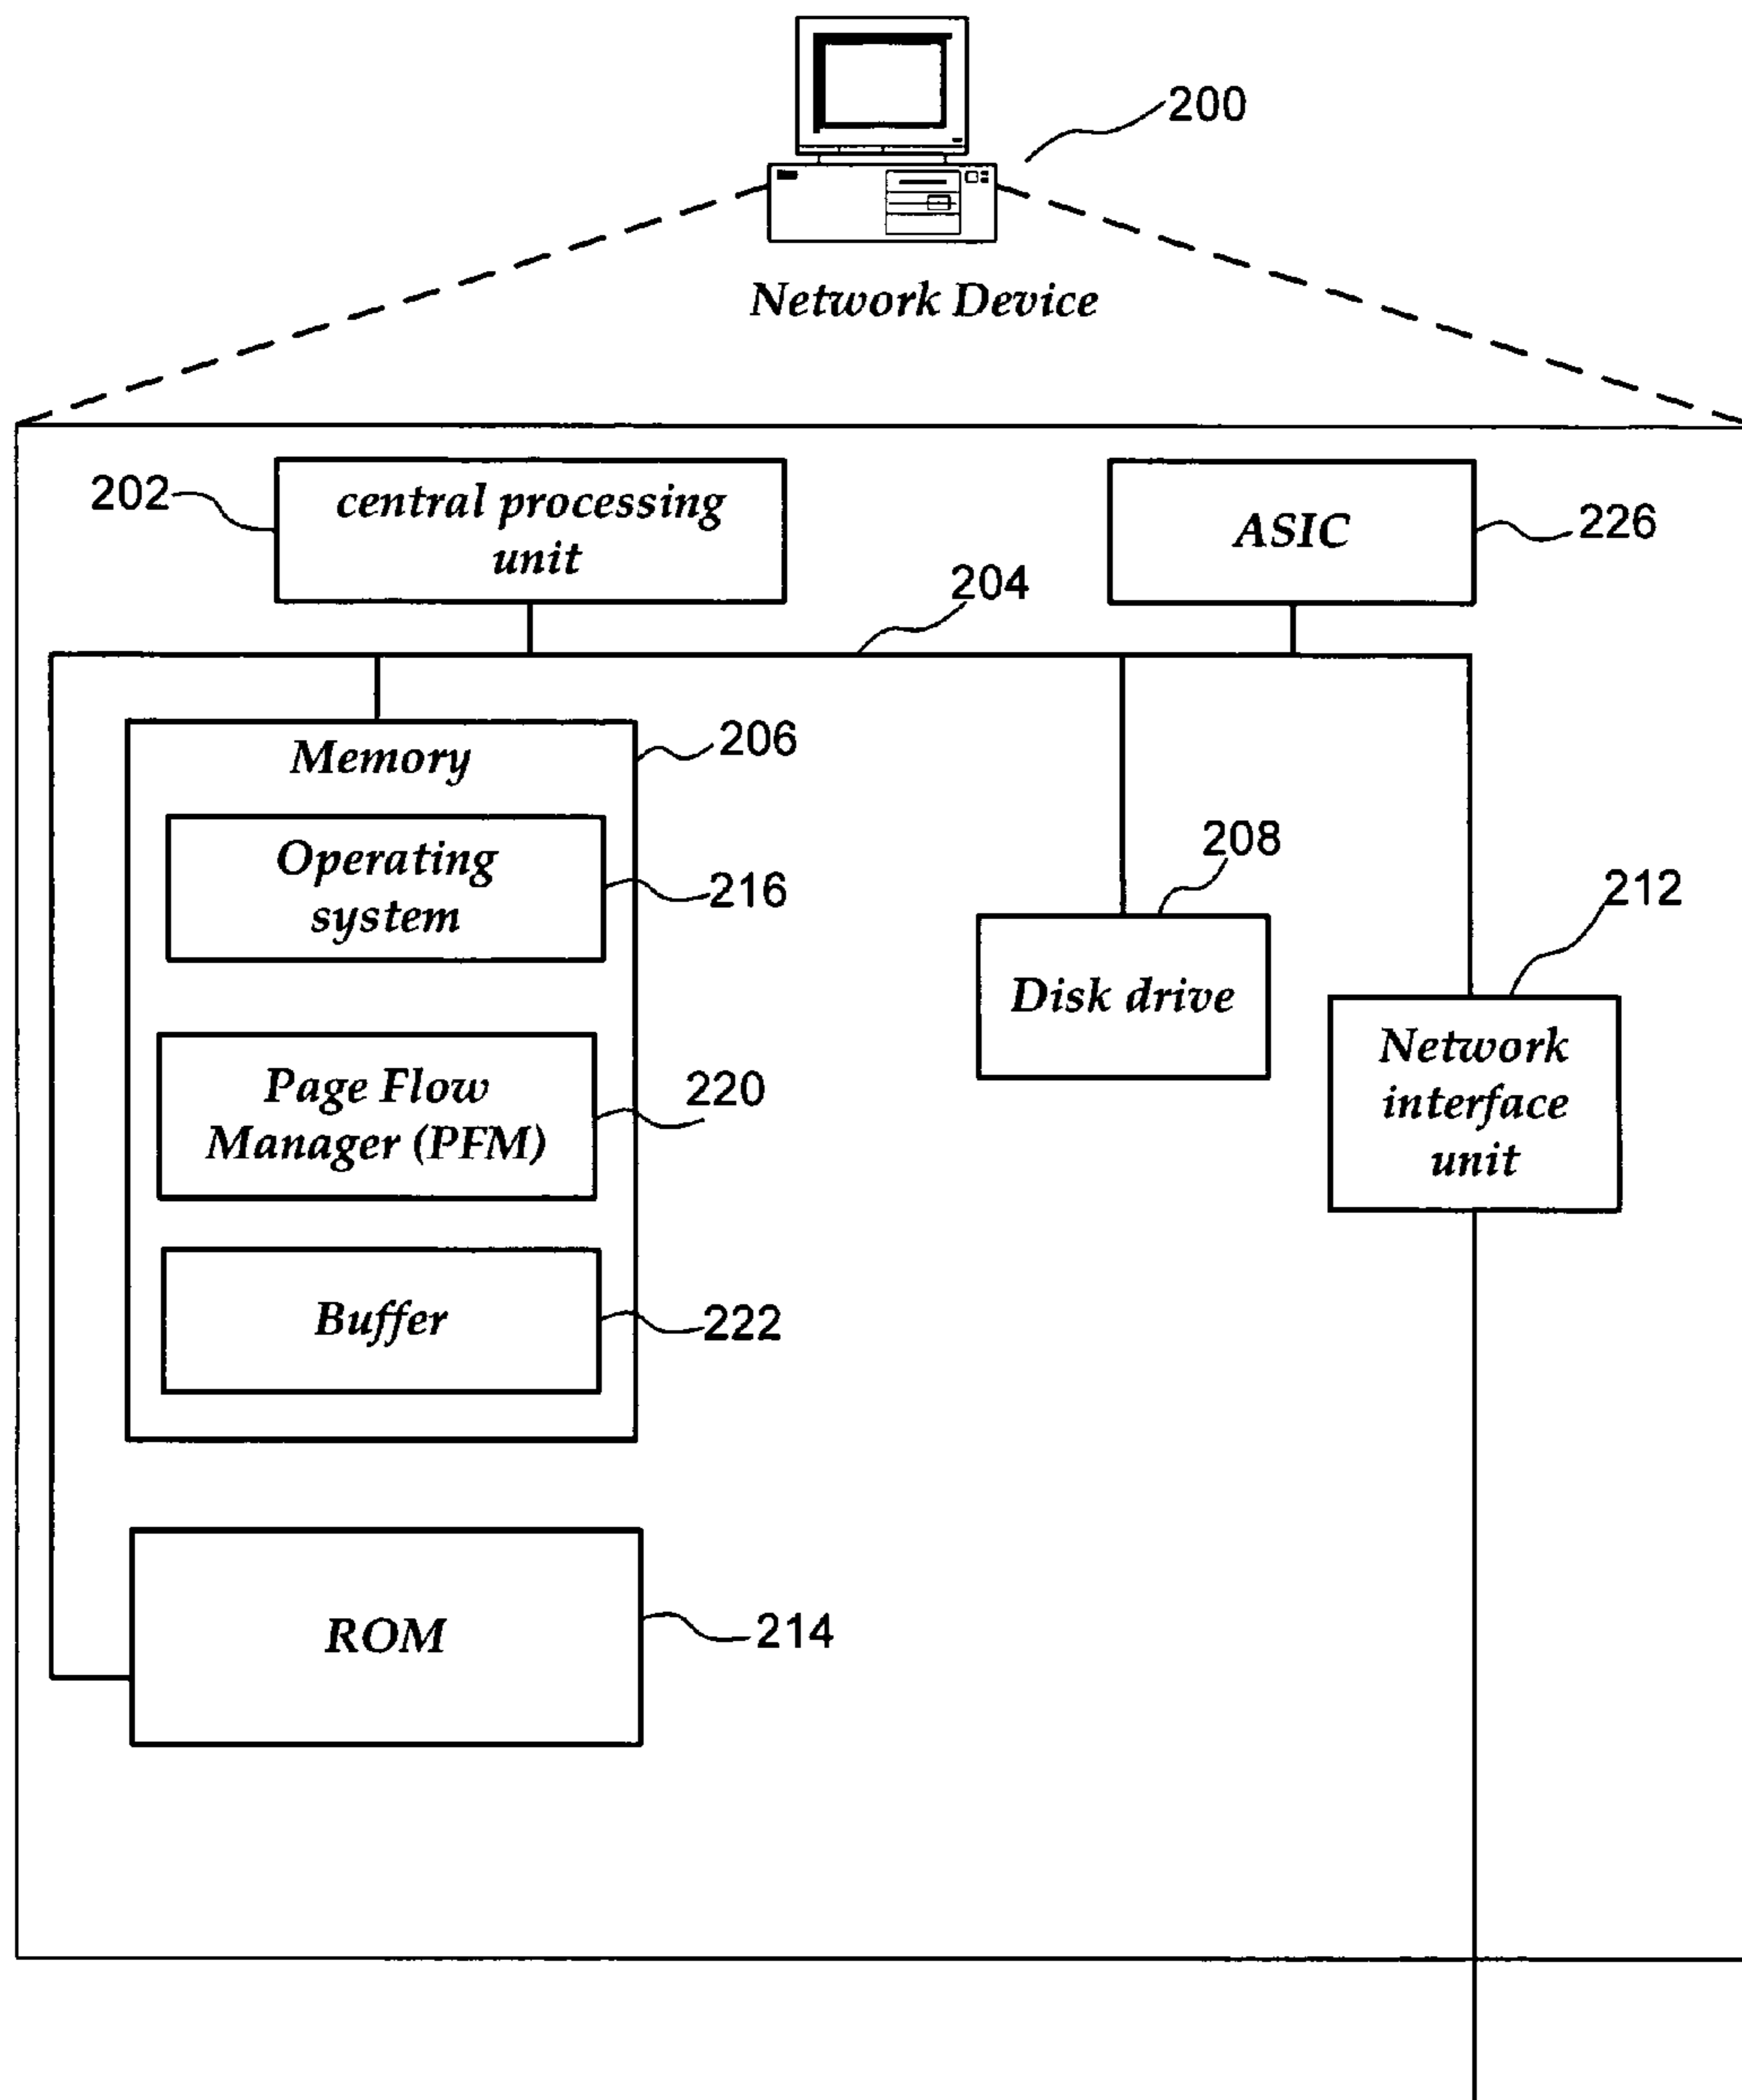 200
Network Device
202
central processing
unit
ASIC
226
204
Memory
206
Operating
system
216
208
Disk drive
212
Network
interface
unit
Page Flow
Manager (PFM)
220
Buffer
222
ROM
214